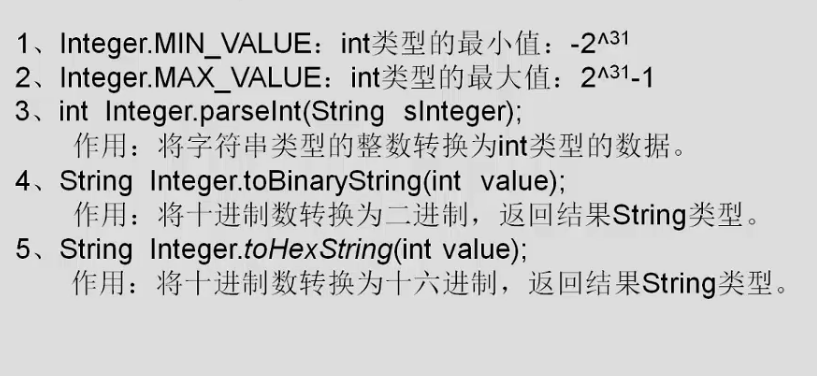 1、Integer.MIN_VALUE：int类型的最小值：-2^31
2、Integer.MAX_VALUE：int类型的最大值：2^31-1
3、int Integer.parseInt(String sInteger);
作用：将字符串类型的整数转换为int类型的数据。
4、String Integer.toBinaryString(int value);
作用：将十进制数转换为二进制，返回结果String类型。
5、String Integer.toHexString(int value);
作用：将十进制数转换为十六进制，返回结果String类型。